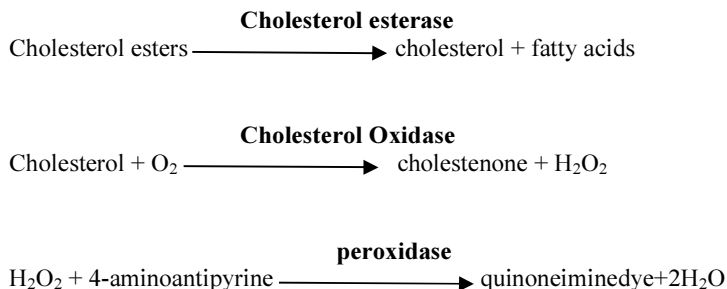 Cholesterol esterase
Cholesterol esters cholesterol + fatty acids
Cholesterol Oxidase
Cholesterol + O₂ cholestenone + H₂O₂
peroxidase
H₂O₂ + 4-aminoantipyrine quinoneiminedye+2H₂O